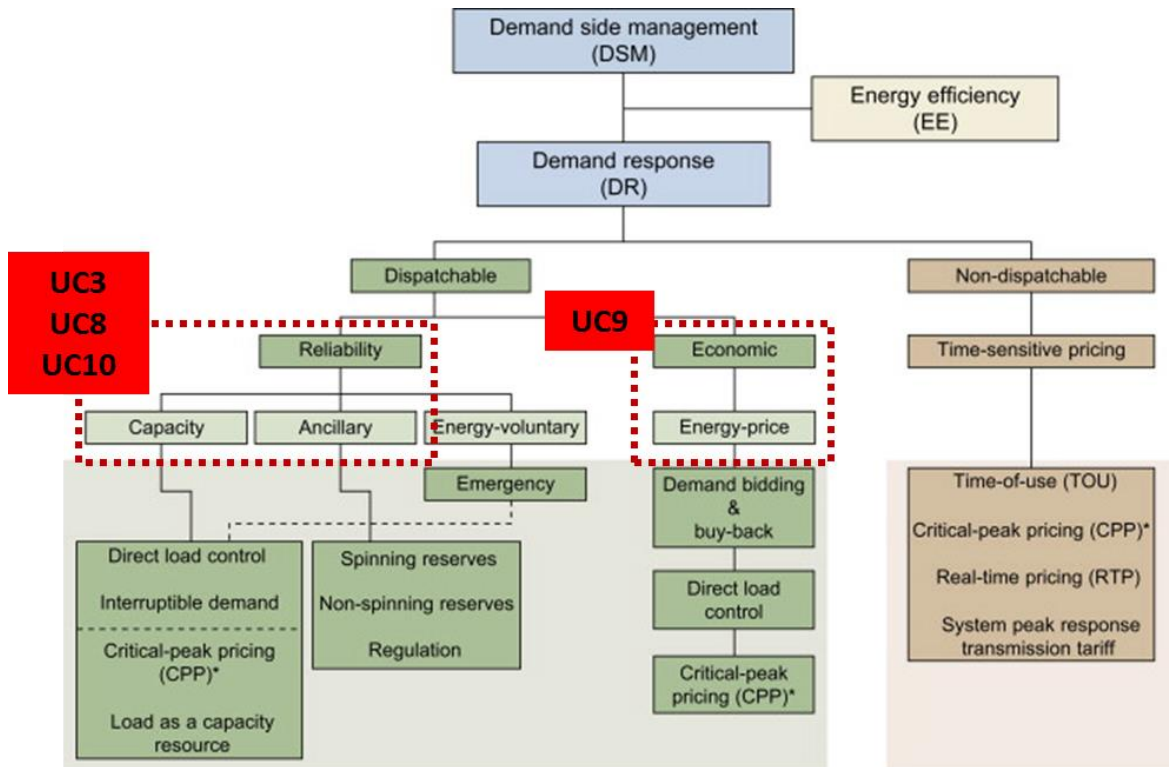 Demand side management
(DSM)
Energy efficiency
(EE)
Demand response
(DR)
UC3
UC8
UC10
Dispatchable
Non-dispatchable
UC9
Reliability
Economic
Time-sensitive pricing
Capacity
Ancillary
Energy-voluntary
Energy-price
Emergency
Direct load control
Interruptible demand
Critical-peak pricing
(CPP)*
Load as a capacity
resource
Spinning reserves
Non-spinning reserves
Regulation
Demand bidding
&
buy-back
Direct load
control
Critical-peak
pricing (CPP)*
Time-of-use (TOU)
Critical-peak pricing (CPP)*
Real-time pricing (RTP)
System peak response
transmission tariff